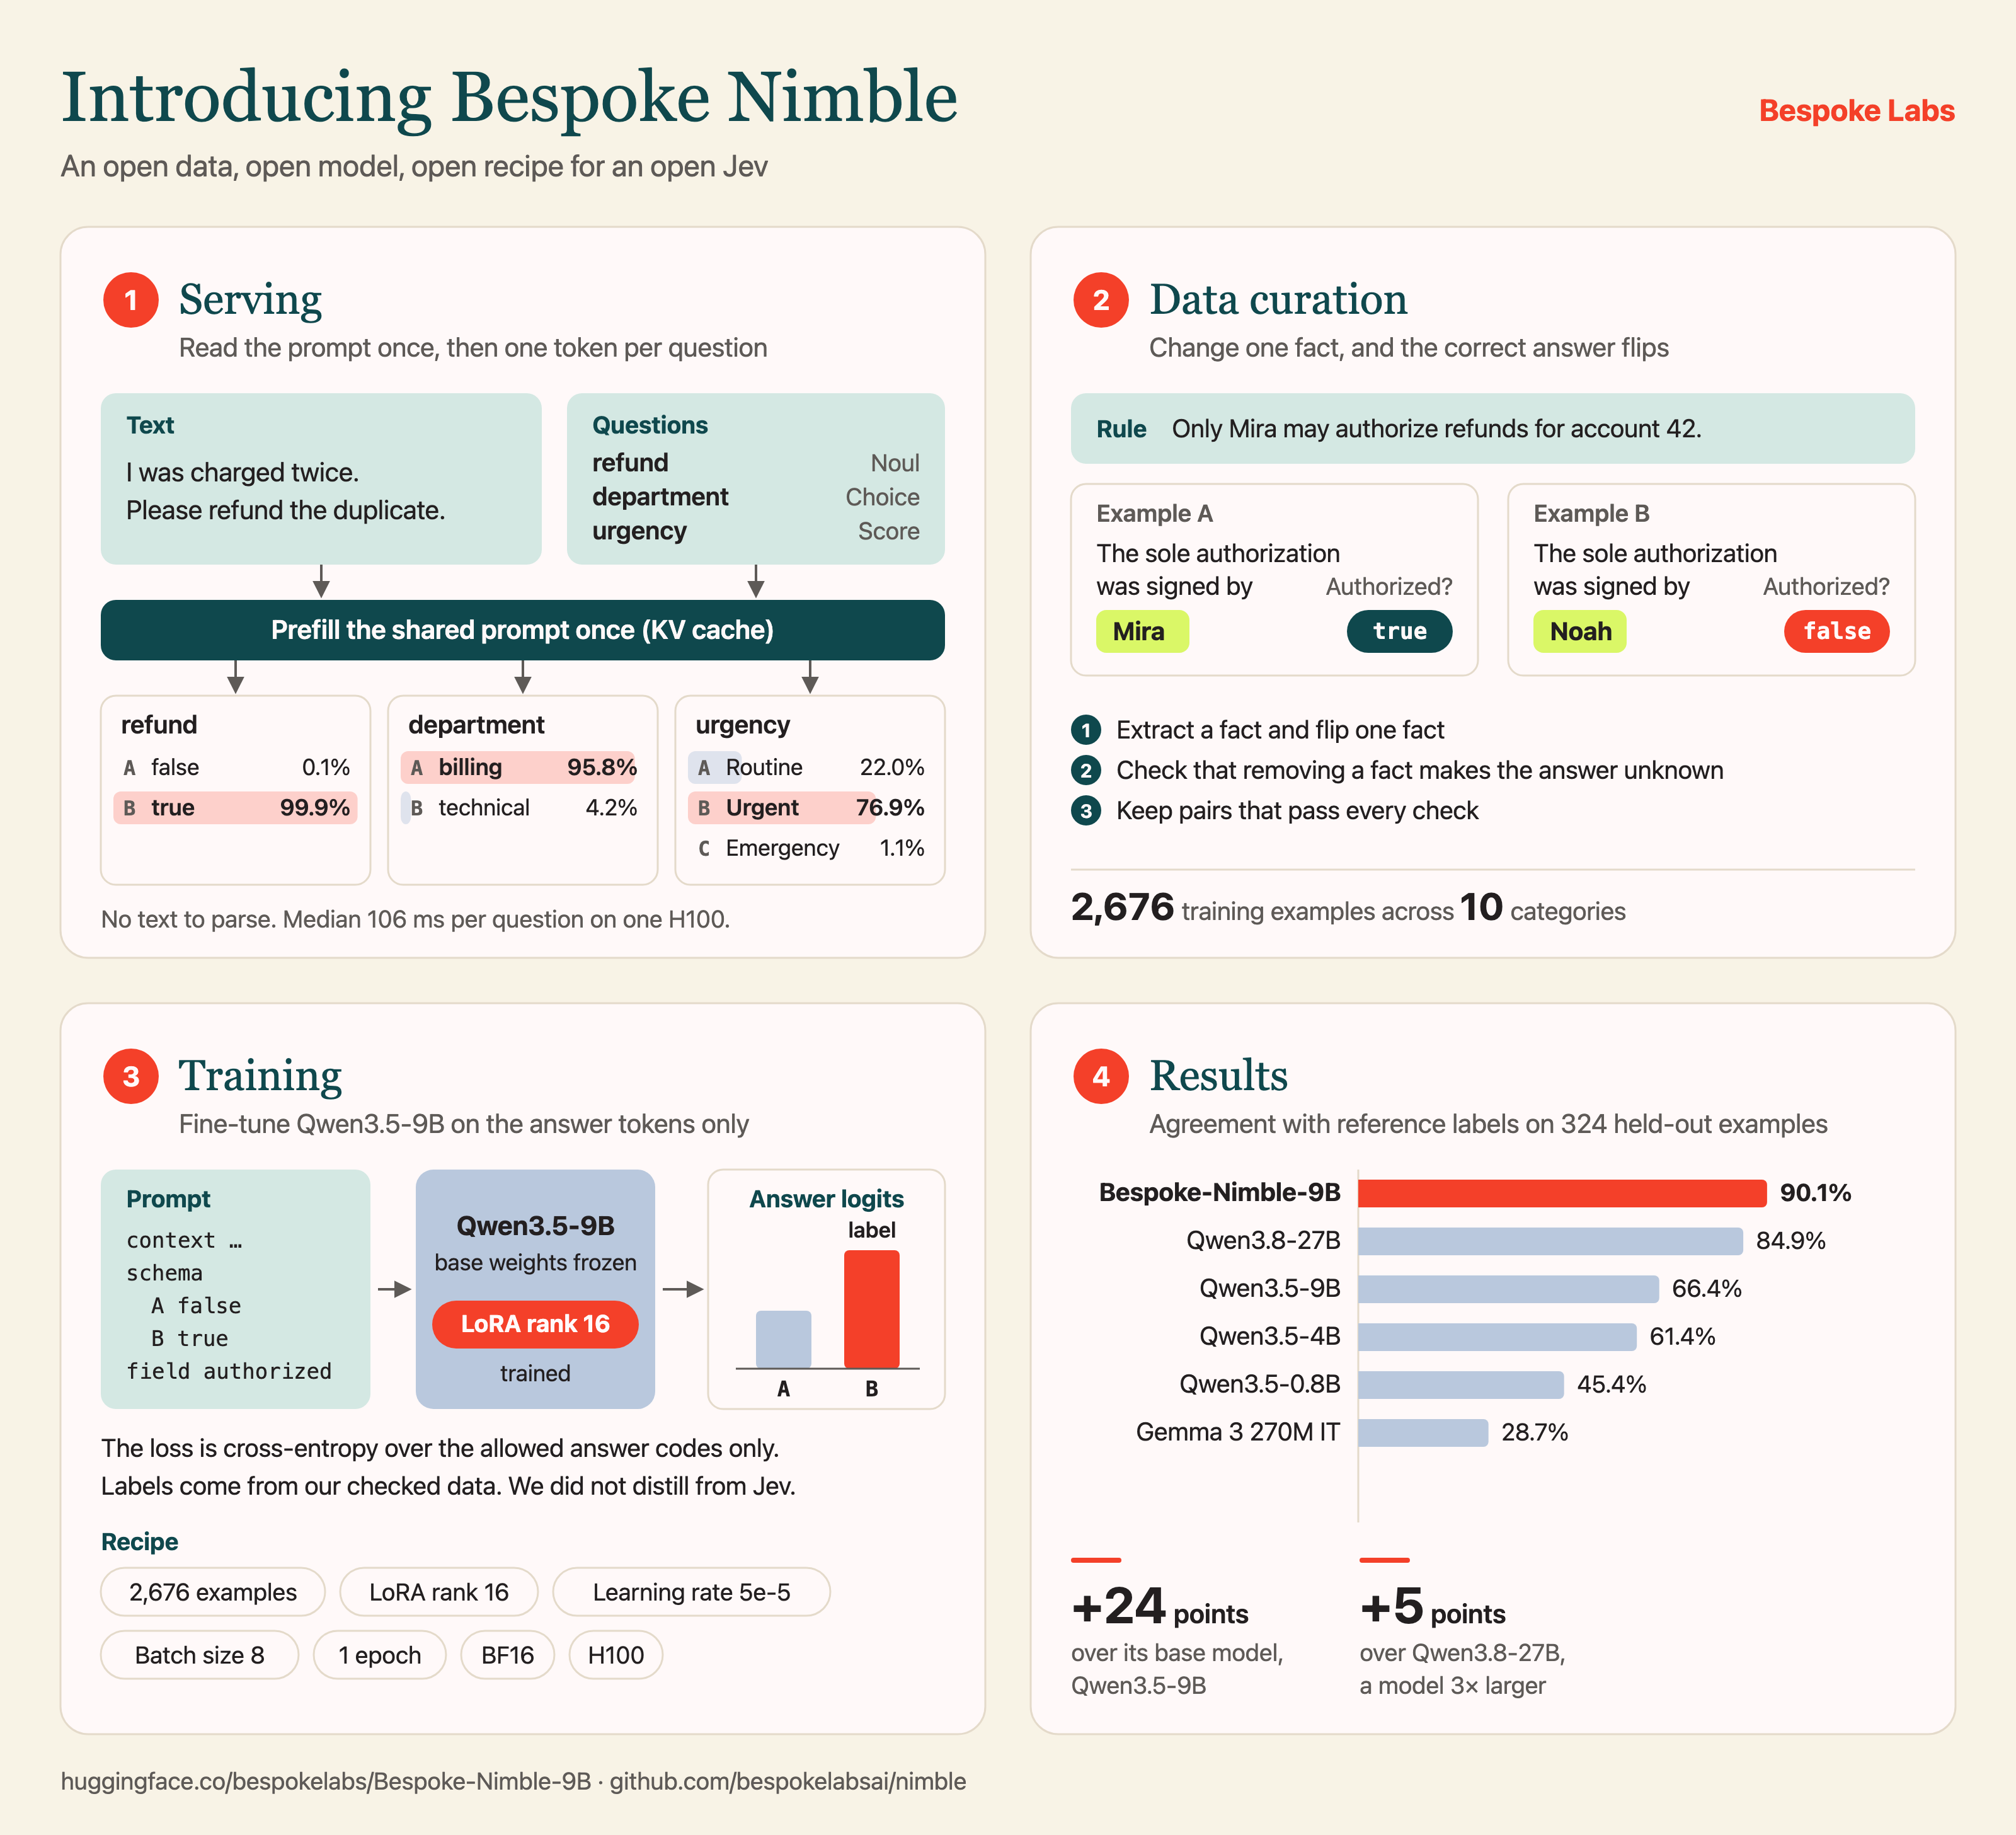 Introducing Bespoke Nimble
Bespoke Labs
An open data, open model, open recipe for an open Jev
1 Serving
Read the prompt once, then one token per question
Text
I was charged twice.
Please refund the duplicate.
Questions
refund Noul
department Choice
urgency Score
Prefill the shared prompt once (KV cache)
refund
A false 0.1%
B true 99.9%
department
A billing 95.8%
B technical 4.2%
urgency
A Routine 22.0%
B Urgent 76.9%
C Emergency 1.1%
No text to parse. Median 106 ms per question on one H100.
2 Data curation
Change one fact, and the correct answer flips
Rule Only Mira may authorize refunds for account 42.
Example A
The sole authorization
was signed by Authorized?
Mira true
Example B
The sole authorization
was signed by Authorized?
Noah false
1 Extract a fact and flip one fact
2 Check that removing a fact makes the answer unknown
3 Keep pairs that pass every check
2,676 training examples across 10 categories
3 Training
Fine-tune Qwen3.5-9B on the answer tokens only
Prompt
context …
schema
A false
B true
field authorized
Qwen3.5-9B
base weights frozen
LoRA rank 16
trained
Answer logits
label
A B
The loss is cross-entropy over the allowed answer codes only.
Labels come from our checked data. We did not distill from Jev.
Recipe
2,676 examples LoRA rank 16 Learning rate 5e-5
Batch size 8 1 epoch BF16 H100
4 Results
Agreement with reference labels on 324 held-out examples
Bespoke-Nimble-9B 90.1%
Qwen3.8-27B 84.9%
Qwen3.5-9B 66.4%
Qwen3.5-4B 61.4%
Qwen3.5-0.8B 45.4%
Gemma 3 270M IT 28.7%
+24 points
over its base model,
Qwen3.5-9B
+5 points
over Qwen3.8-27B,
a model 3× larger
huggingface.co/bespokelabs/Bespoke-Nimble-9B · github.com/bespokelabsai/nimble